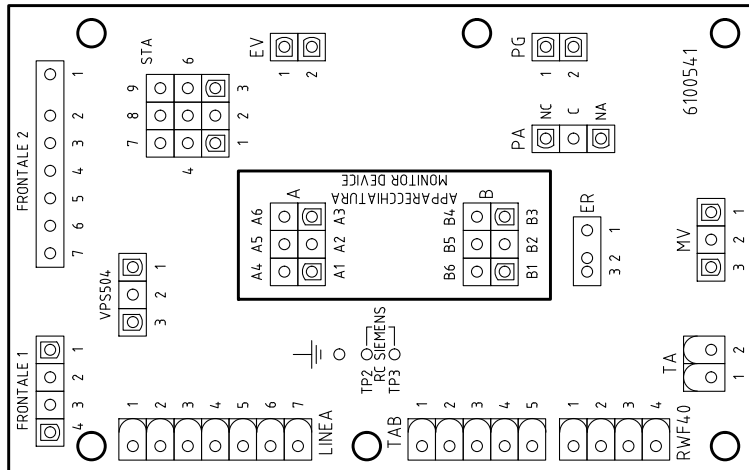 FRONTALE 2
1
2
3
4
5
6
7
STA
9
6
3
8
2
7
4
1
EV
1
2
PG
1
2
PA
NC
C
NA
6100541
APPARECCHIATURA
MONITOR DEVICE
A
A6
A5
A4
A3
A2
A1
B
B4
B5
B6
B3
B2
B1
ER
3 2 1
MV
3 2 1
VPS504
3 2 1
FRONTALE 1
1
2
3
4
TP2
TP3
RC SIEMENS
LINEA
1 2 3 4 5 6 7
TAB
1 2 3 4 5
RWF40
1 2 3 4
TA
1 2